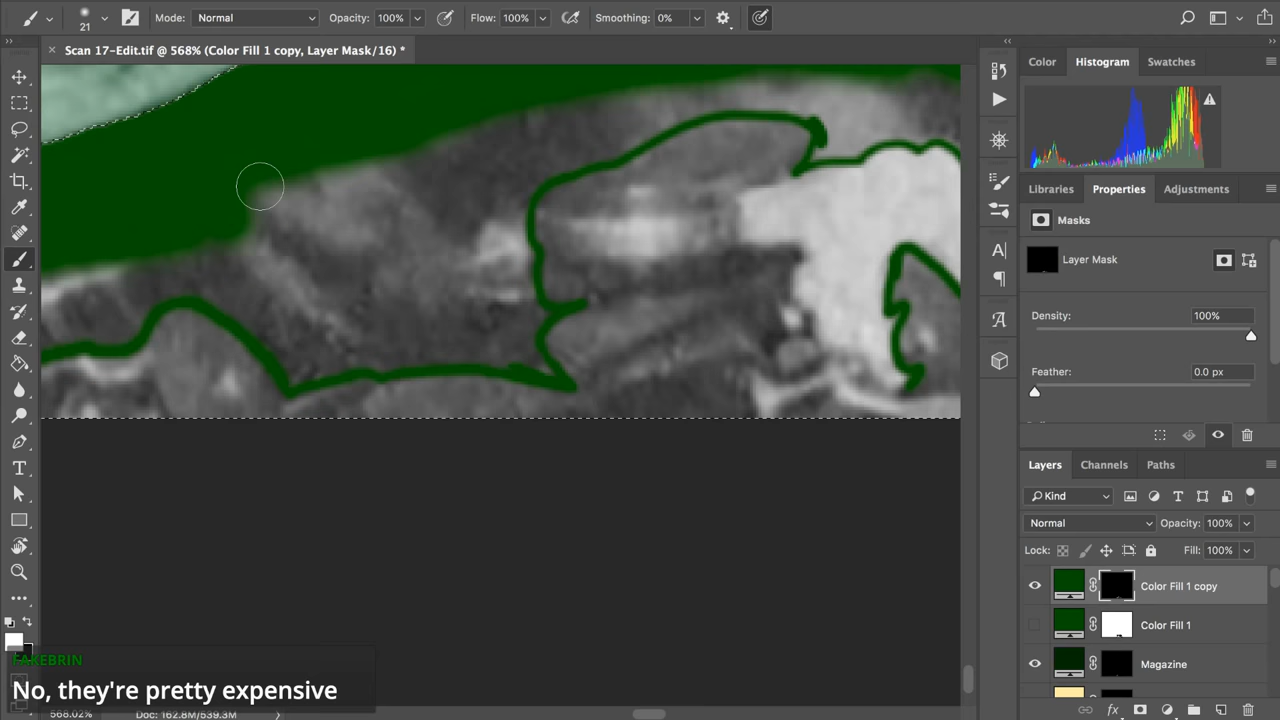 21
Mode: Normal
Opacity: 100%
Flow: 100%
Smoothing: 0%
Scan 17-Edit.tif @ 568% (Color Fill 1 copy, Layer Mask/16) *
Color
Histogram
Swatches
Libraries
Properties
Adjustments
Masks
Layer Mask
Density: 100%
Feather: 0.0 px
Layers
Channels
Paths
Kind
Normal
Opacity: 100%
Lock:
Fill: 100%
Color Fill 1 copy
Color Fill 1
Magazine
FAKEBRIN
No, they're pretty expensive
568.02%
Doc: 162.8M/539.3M
fx